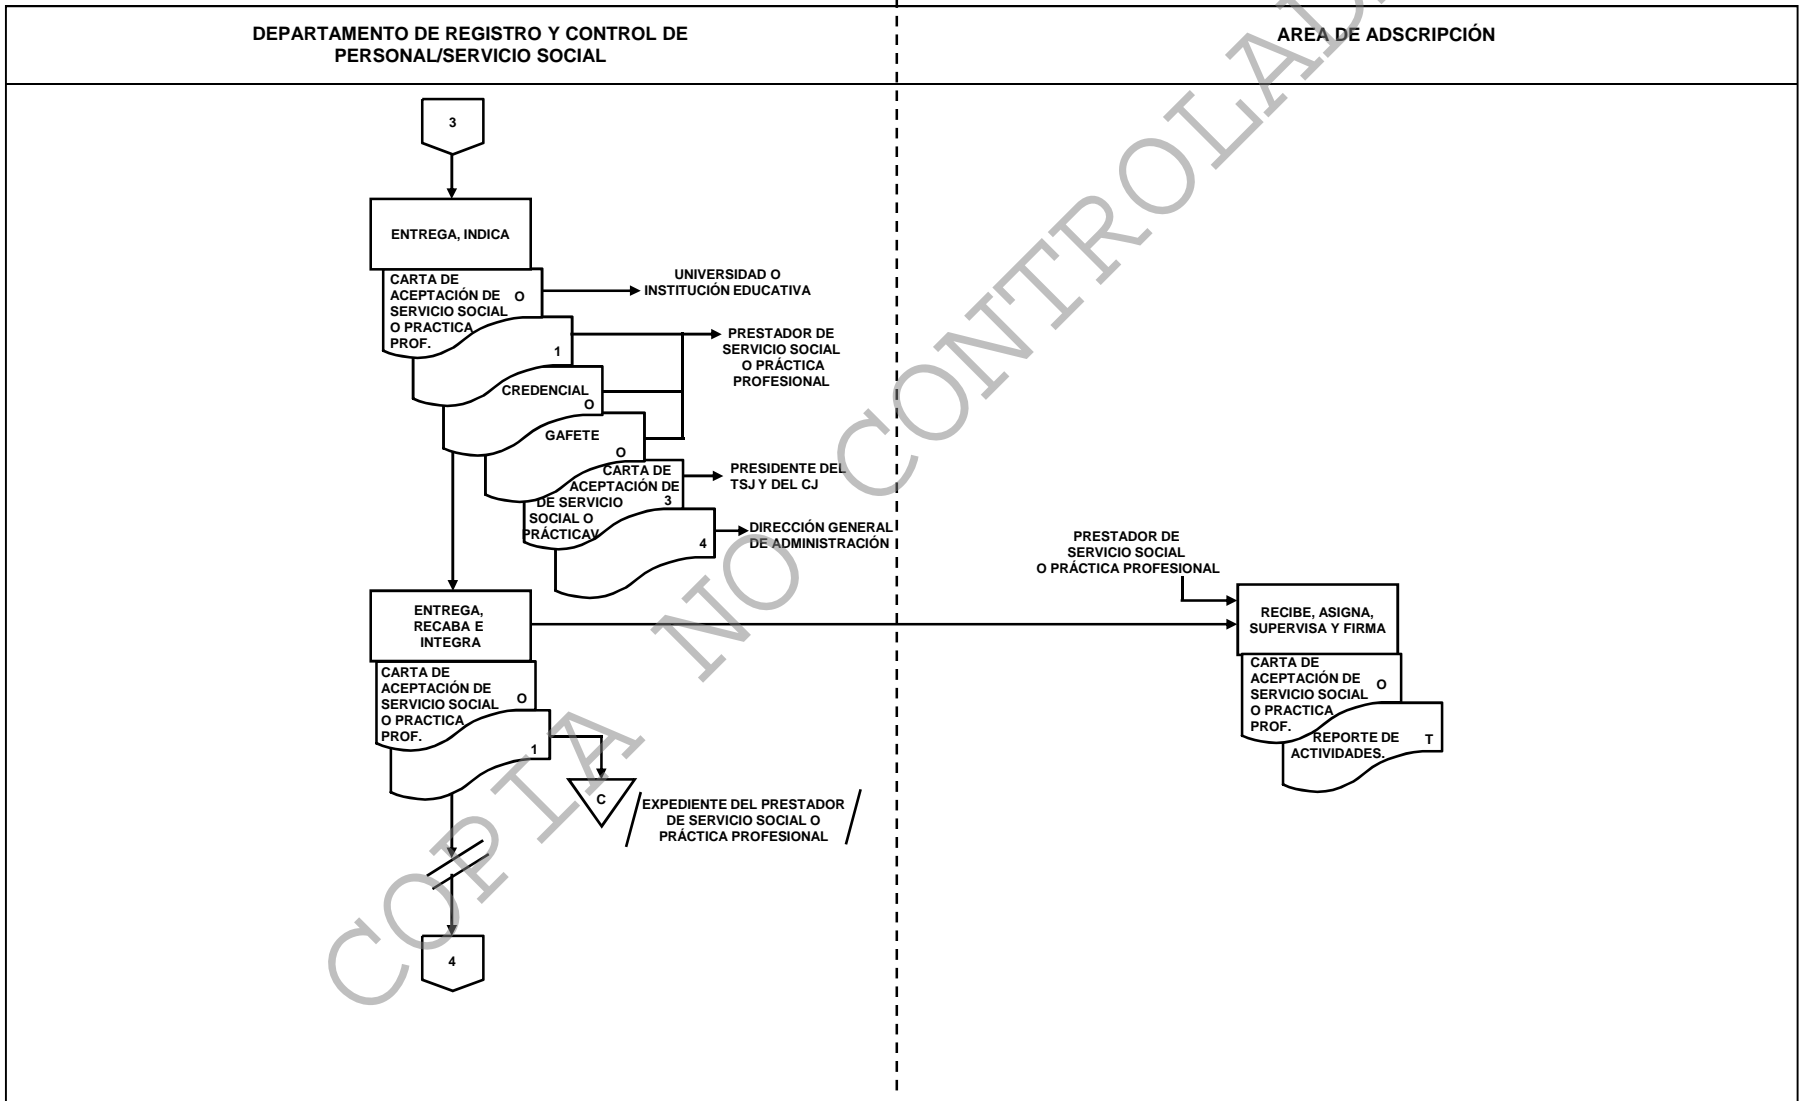 DEPARTAMENTO DE REGISTRO Y CONTROL DE
PERSONAL/SERVICIO SOCIAL
AREA DE ADSCRIPCIÓN
3
ENTREGA, INDICA
CARTA DE
ACEPTACIÓN DE
SERVICIO SOCIAL
O PRACTICA
PROF.
O
UNIVERSIDAD O
INSTITUCIÓN EDUCATIVA
1
PRESTADOR DE
SERVICIO SOCIAL
O PRÁCTICA
PROFESIONAL
CREDENCIAL
O
GAFETE
O
CARTA DE
ACEPTACIÓN DE
DE SERVICIO
SOCIAL O
PRÁCTICAV
3
PRESIDENTE DEL
TSJ Y DEL CJ
4
DIRECCIÓN GENERAL
DE ADMINISTRACIÓN
PRESTADOR DE
SERVICIO SOCIAL
O PRÁCTICA PROFESIONAL
ENTREGA,
RECABA E
INTEGRA
RECIBE, ASIGNA,
SUPERVISA Y FIRMA
CARTA DE
ACEPTACIÓN DE
SERVICIO SOCIAL
O PRACTICA
PROF.
O
1
CARTA DE
ACEPTACIÓN DE
SERVICIO SOCIAL
O PRACTICA
PROF.
O
REPORTE DE
ACTIVIDADES.
T
C
EXPEDIENTE DEL PRESTADOR
DE SERVICIO SOCIAL O
PRÁCTICA PROFESIONAL
4
COPIA NO CONTROLAD